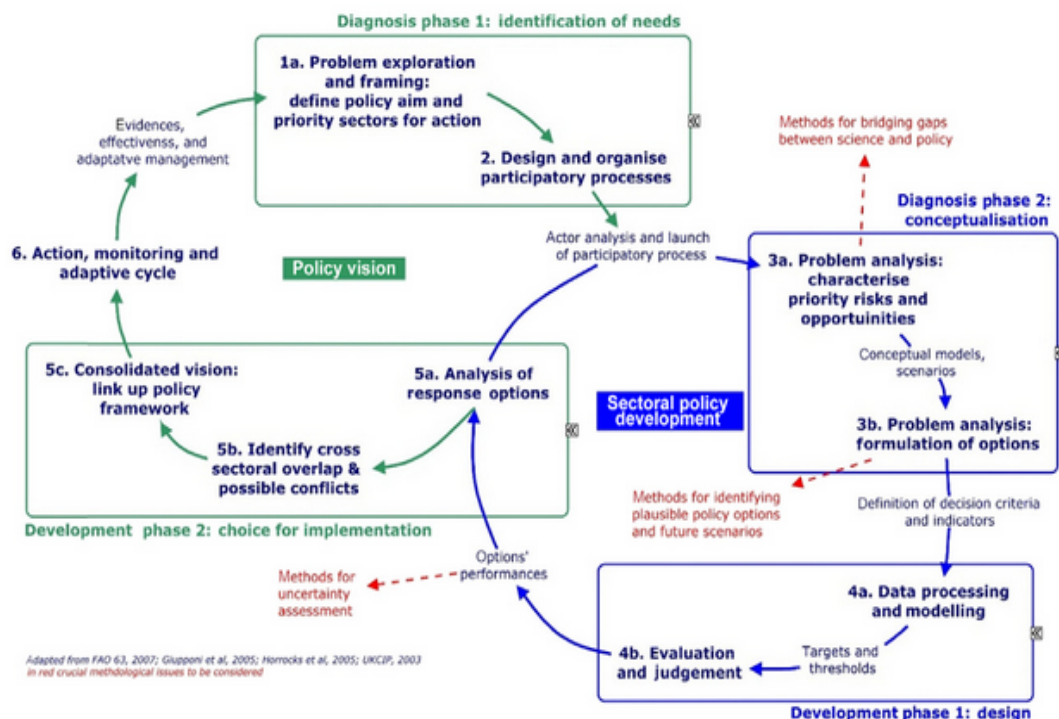 Diagnosis phase 1: identification of needs
1a. Problem exploration
and framing:
define policy aim and
priority sectors for action
2. Design and organise
participatory processes
Evidences,
effectivenss, and
adaptatve management
Methods for bridging gaps
between science and policy
Diagnosis phase 2:
conceptualisation
Actor analysis and launch
of participatory process
6. Action, monitoring and
adaptive cycle
Policy vision
3a. Problem analysis:
characterise
priority risks and
opportuinities
Conceptual models,
scenarios
3b. Problem analysis:
formulation of options
5c. Consolidated vision:
link up policy
framework
5a. Analysis of
response options
Sectoral policy
development
5b. Identify cross
sectoral overlap &
possible conflicts
Development phase 2: choice for implementation
Methods for identifying
plausible policy options
and future scenarios
Definition of decision criteria
and indicators
Options'
performances
Methods for
uncertainty
assessment
4a. Data processing
and modelling
Targets and
thresholds
4b. Evaluation
and judgement
Development phase 1: design
Adapted from FAO 63, 2007; Giupponi et al, 2005; Horrocks et al, 2005; UKCIP, 2003
in red crucial methdological issues to be considered